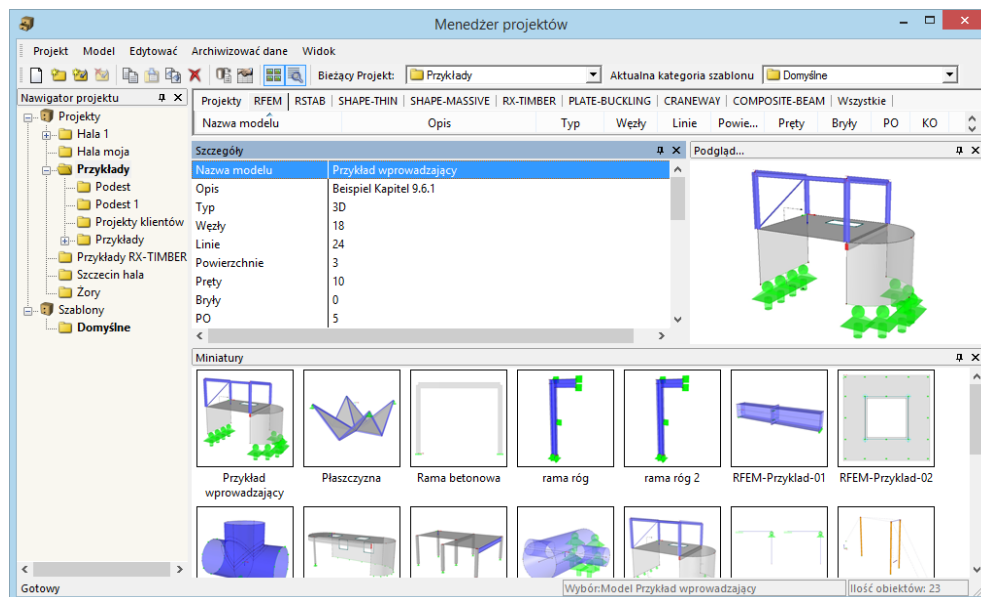 Menedżer projektów
Projekt Model Edytować Archiwizować dane Widok
Bieżący Projekt: Przykłady Aktualna kategoria szablonu Domyślne
Nawigator projektu
Projekty
Hala 1
Hala moja
Przykłady
Podest
Podest 1
Projekty klientów
Przykłady
Przykłady RX-TIMBER
Szczecin hala
Żory
Szablony
Domyślne
Projekty RFEM RSTAB SHAPE-THIN SHAPE-MASSIVE RX-TIMBER PLATE-BUCKLING CRANEWAY COMPOSITE-BEAM Wszystkie
Nazwa modelu Opis Typ Węzły Linie Powie... Pręty Bryły PO KO
Szczegóły
Nazwa modelu Przykład wprowadzający
Opis Beispiel Kapitel 9.6.1
Typ 3D
Węzły 18
Linie 24
Powierzchnie 3
Pręty 10
Bryły 0
PO 5
Podgląd...
Miniatury
Przykład
wprowadzający
Płaszczyzna
Rama betonowa
rama róg
rama róg 2
RFEM-Przyklad-01
RFEM-Przyklad-02
Gotowy
Wybór:Model Przykład wprowadzający
Ilość obiektów: 23